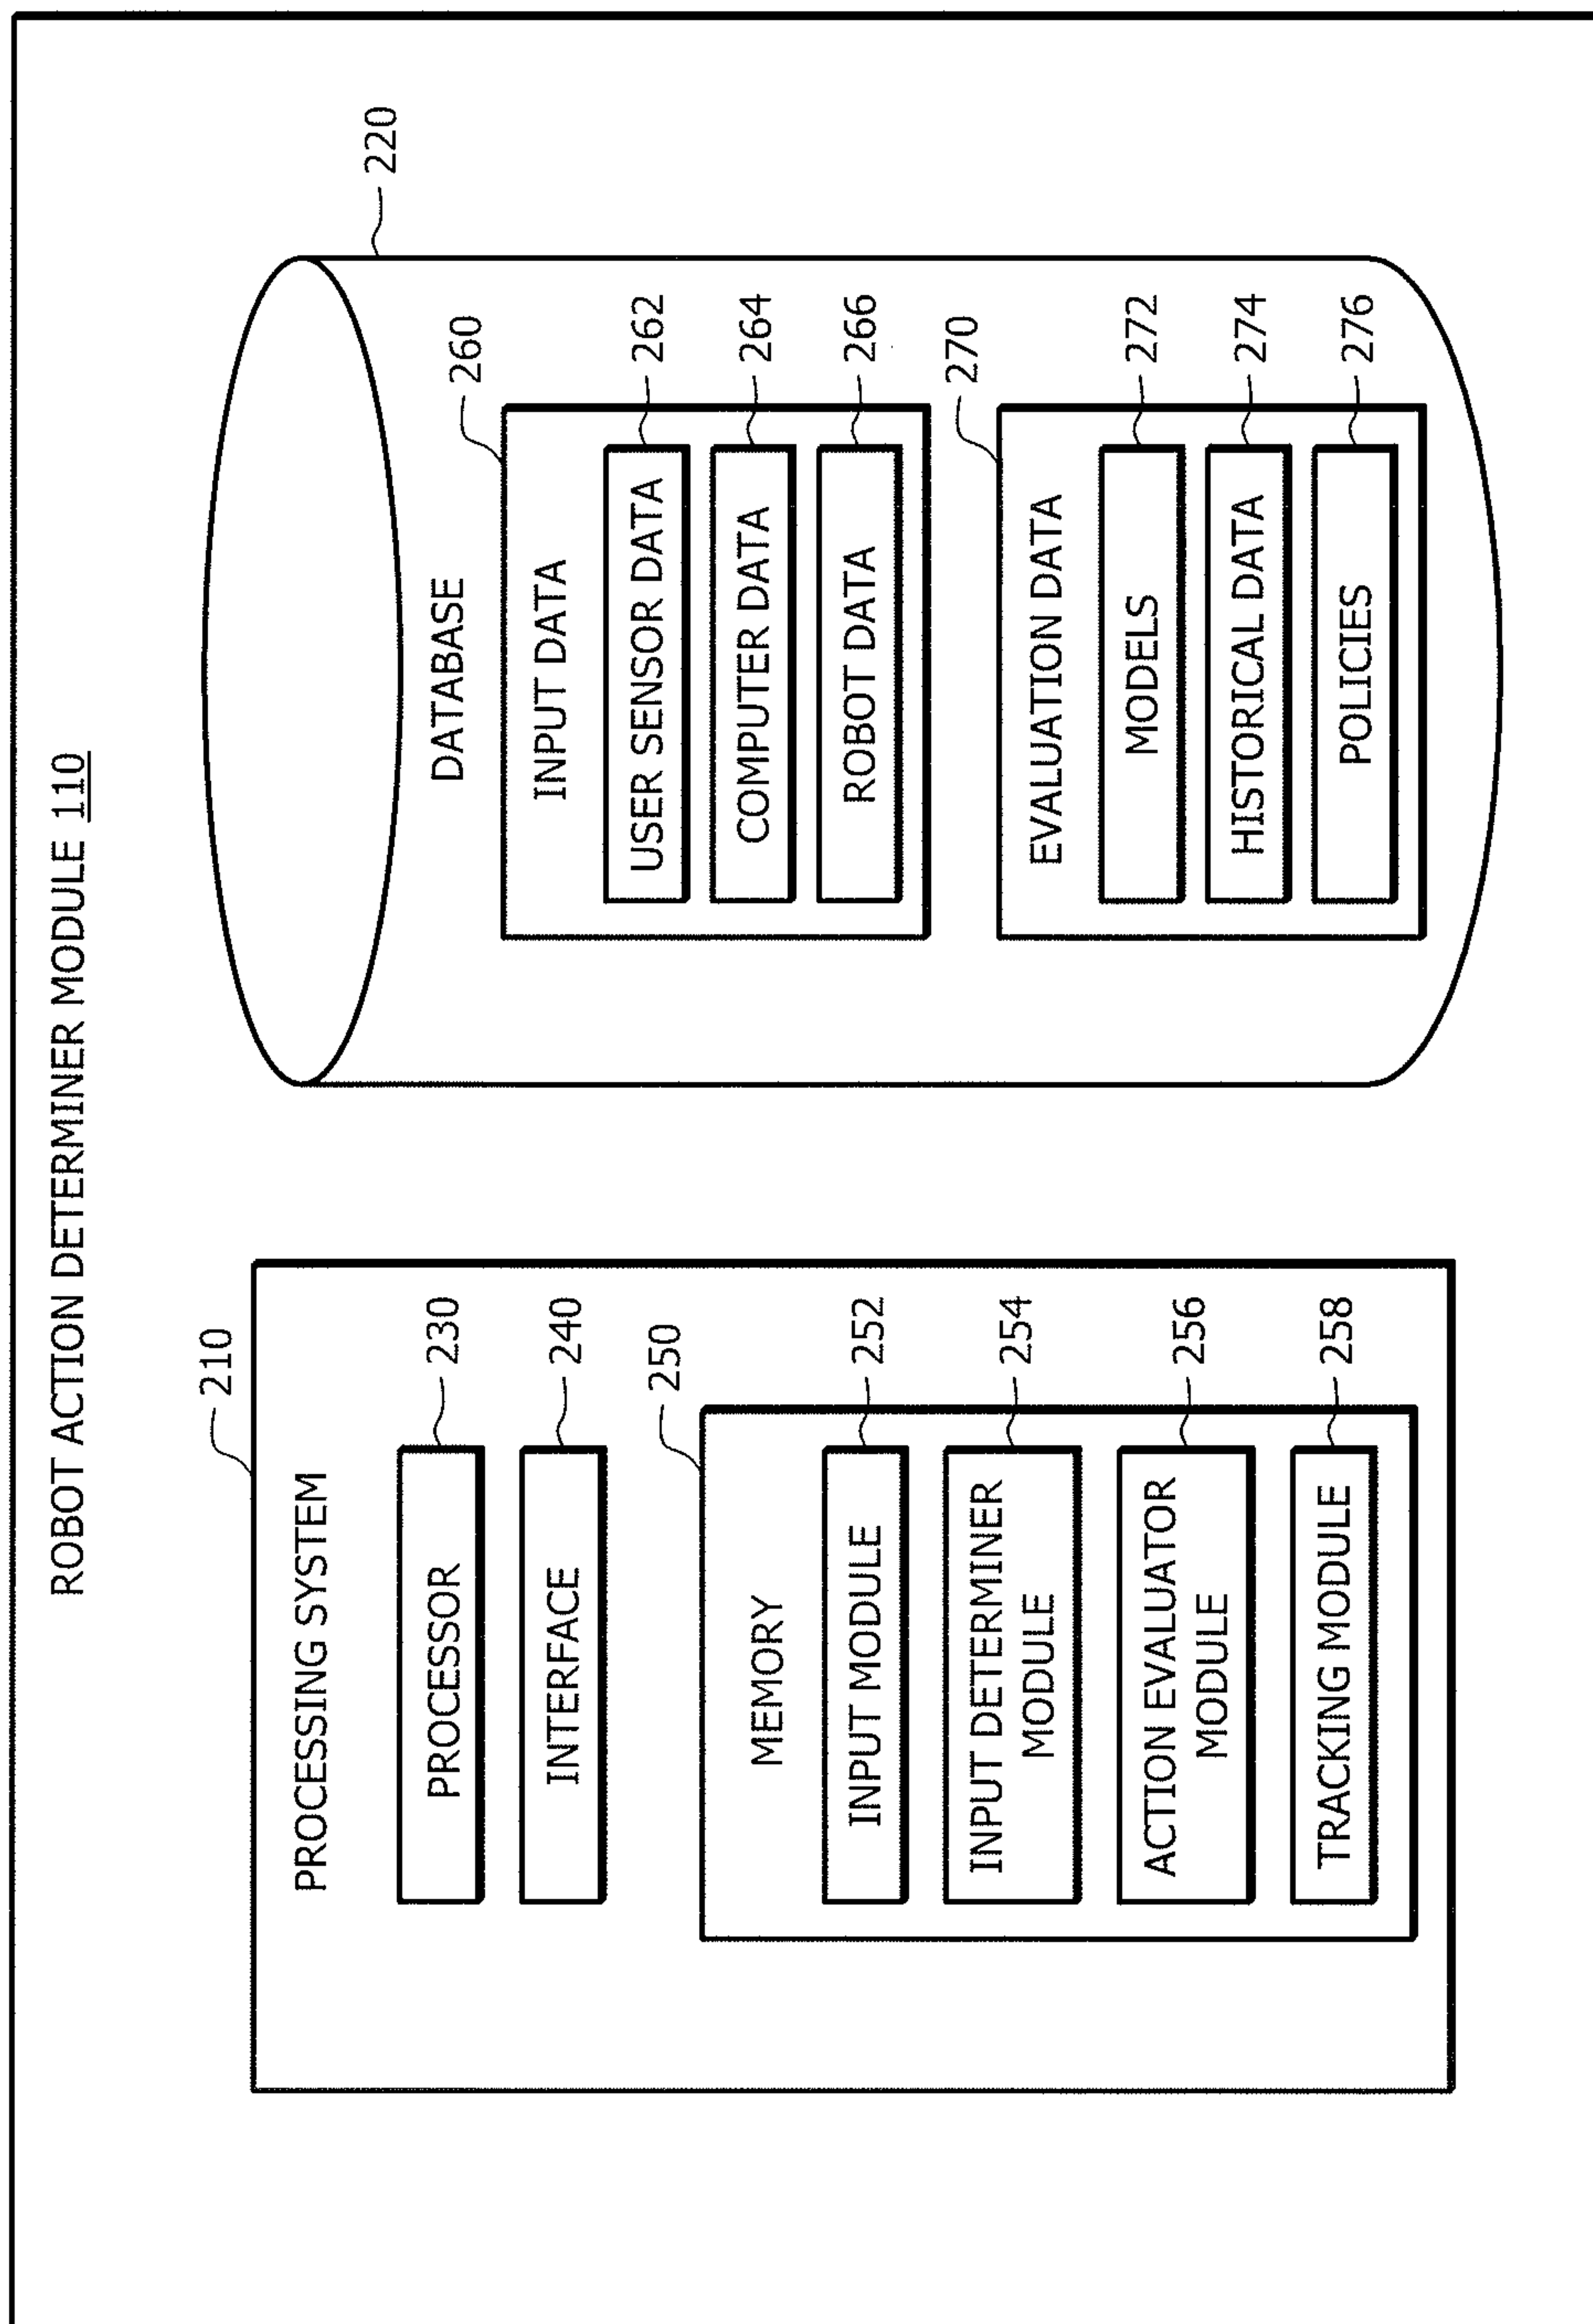 ROBOT ACTION DETERMINER MODULE 110
210
PROCESSING SYSTEM
PROCESSOR
230
INTERFACE
240
250
MEMORY
INPUT MODULE
252
INPUT DETERMINER
MODULE
254
ACTION EVALUATOR
MODULE
256
TRACKING MODULE
258
220
DATABASE
260
INPUT DATA
USER SENSOR DATA
262
COMPUTER DATA
264
ROBOT DATA
266
270
EVALUATION DATA
MODELS
272
HISTORICAL DATA
274
POLICIES
276